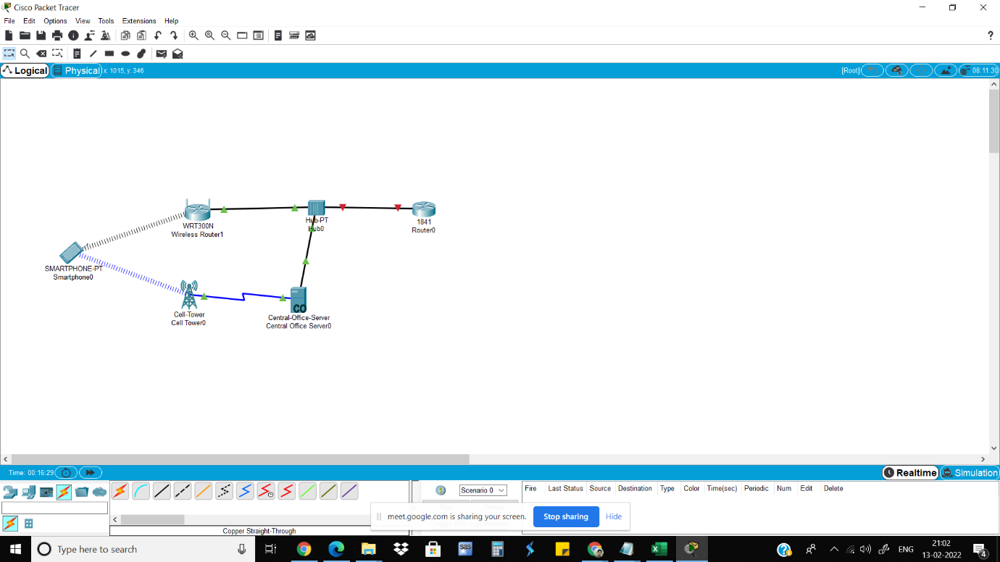 Cisco Packet Tracer
File Edit Options View Tools Extensions Help
?
Logical Physical x: 1015, y: 346 [Root] 08:11:30
WRT300N
Wireless Router1
Hub-PT
Hub0
1841
Router0
SMARTPHONE-PT
Smartphone0
Cell-Tower
Cell Tower0
CO
Central-Office-Server
Central Office Server0
Time: 00:16:29 Realtime Simulation
Scenario 0 Fire Last Status Source Destination Type Color Time(sec) Periodic Num Edit Delete
meet.google.com is sharing your screen. Stop sharing Hide
Copper Straight-Through
Type here to search
sas
ENG
21:02
13-02-2022
4